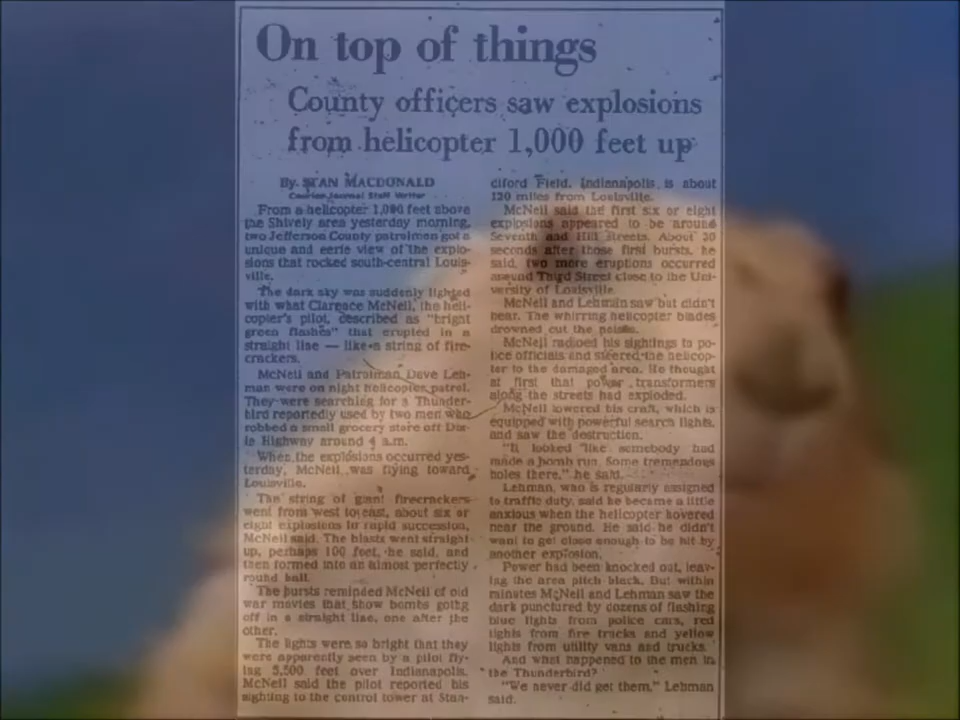 On top of things
County officers saw explosions
from helicopter 1,000 feet up
By STAN MACDONALD
Courier-Journal Staff Writer
From a helicopter 1,000 feet above
the Shively area yesterday morning,
two Jefferson County patrolmen got a
unique and eerie view of the explo-
sions that rocked south-central Louis-
ville.
The dark sky was suddenly lighted
with what Clarence McNeil, the heli-
copter's pilot, described as "bright
green flashes" that erupted in a
straight line — like a string of fire-
crackers.
McNeil and Patrolman Dave Leh-
man were on night helicopter patrol.
They were searching for a Thunder-
bird reportedly used by two men who
robbed a small grocery store off Dix-
ie Highway around 4 a.m.
When the explosions occurred yes-
terday, McNeil was flying toward
Louisville.
The string of giant firecrackers
went from west to east, about six or
eight explosions in rapid succession,
McNeil said. The blasts went straight
up, perhaps 100 feet, he said, and
then formed into an almost perfectly
round ball.
The bursts reminded McNeil of old
war movies that show bombs going
off in a straight line, one after the
other.
The lights were so bright that they
were apparently seen by a pilot fly-
ing 5,500 feet over Indianapolis.
McNeil said the pilot reported his
sighting to the control tower at Stan-
diford Field. Indianapolis is about
120 miles from Louisville.
McNeil said the first six or eight
explosions appeared to be around
Seventh and Hill streets. About 30
seconds after those first bursts, he
said, two more eruptions occurred
around Third Street close to the Uni-
versity of Louisville.
McNeil and Lehman saw but didn't
hear. The whirring helicopter blades
drowned out the noise.
McNeil radioed his sightings to po-
lice officials and steered the helicop-
ter to the damaged area. He thought
at first that power transformers
along the streets had exploded.
McNeil lowered his craft, which is
equipped with powerful search lights,
and saw the destruction.
"It looked like somebody had
made a bomb run. Some tremendous
holes there," he said.
Lehman, who is regularly assigned
to traffic duty, said he became a little
anxious when the helicopter hovered
near the ground. He said he didn't
want to get close enough to be hit by
another explosion.
Power had been knocked out, leav-
ing the area pitch black. But within
minutes McNeil and Lehman saw the
dark punctured by dozens of flashing
blue lights from police cars, red
lights from fire trucks and yellow
lights from utility vans and trucks.
And what happened to the men in
the Thunderbird?
"We never did get them," Lehman
said.